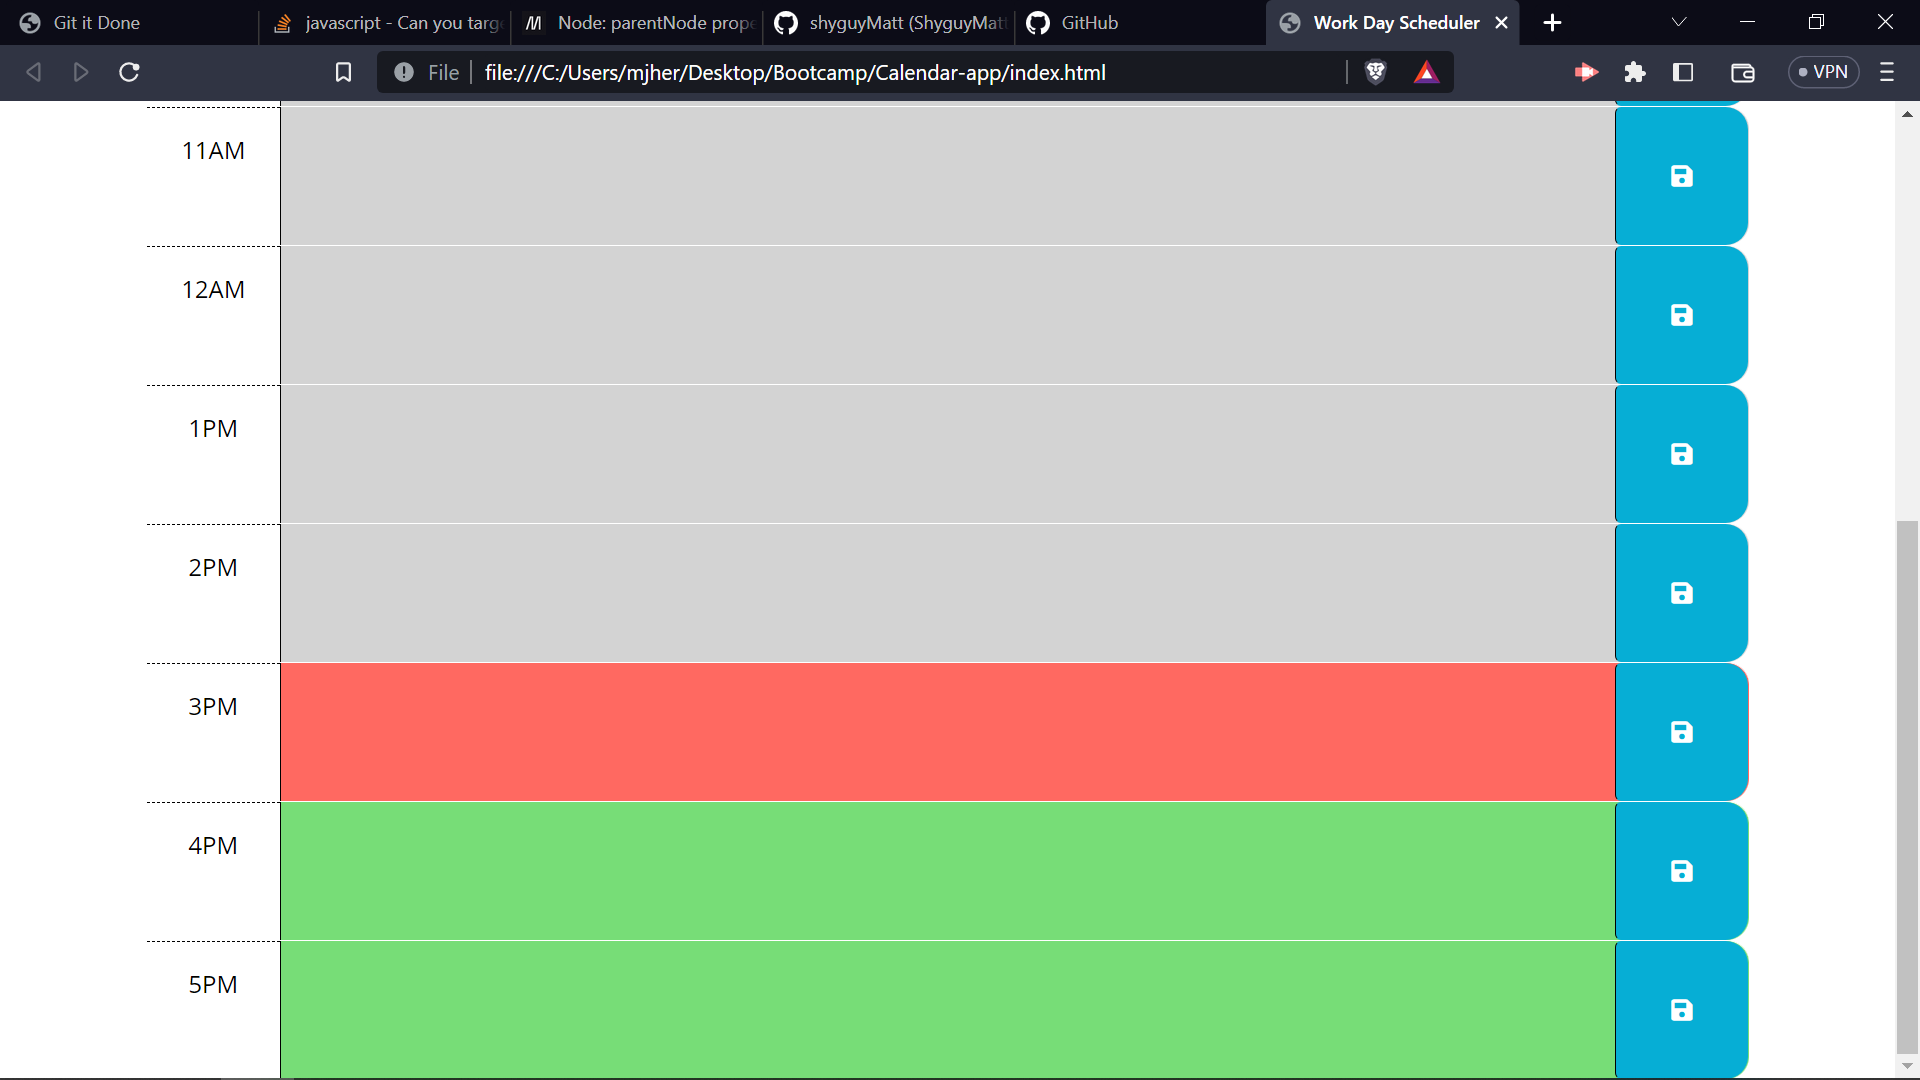 Git it Done
javascript - Can you targ
Node: parentNode prope
shyguyMatt (ShyguyMat
GitHub
Work Day Scheduler
File
file:///C:/Users/mjher/Desktop/Bootcamp/Calendar-app/index.html
VPN
11AM
12AM
1PM
2PM
3PM
4PM
5PM